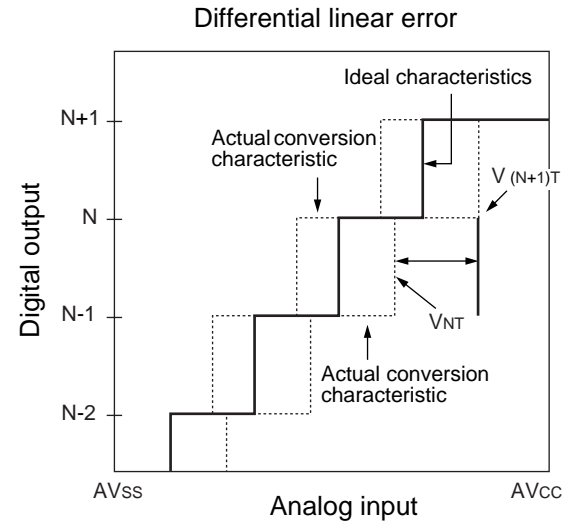 Differential linear error
Ideal characteristics
N+1
Actual conversion
characteristic
V (N+1)T
N
Digital output
N-1
VNT
Actual conversion
characteristic
N-2
AVSS
AVCC
Analog input